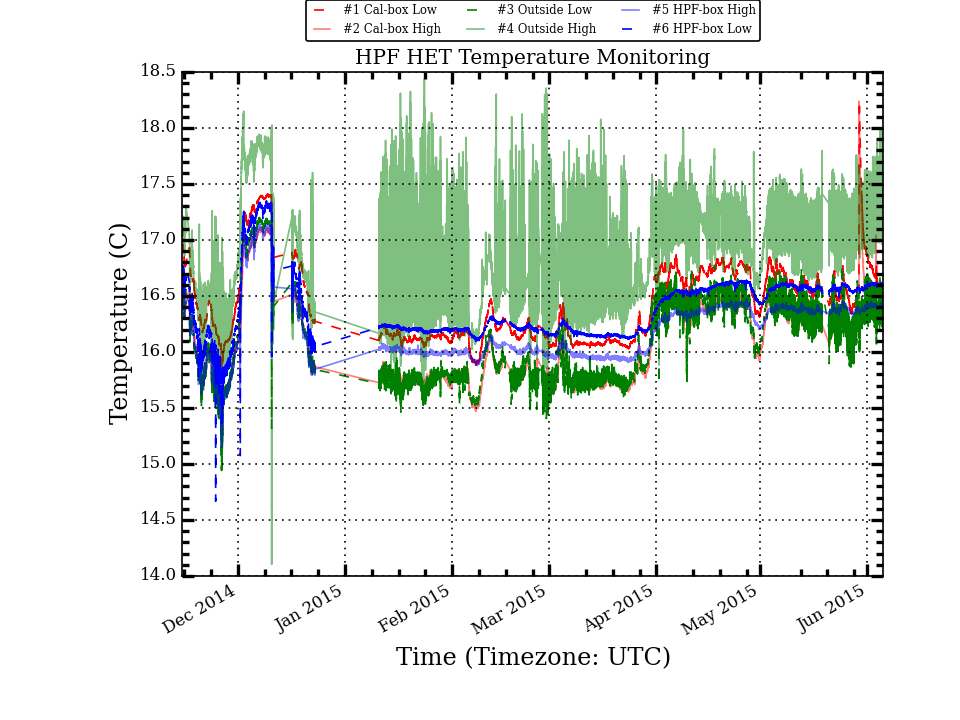 #1 Cal-box Low #3 Outside Low #5 HPF-box High
#2 Cal-box High #4 Outside High #6 HPF-box Low
HPF HET Temperature Monitoring
18.5
18.0
17.5
17.0
16.5
16.0
15.5
15.0
14.5
14.0
Temperature (C)
Dec 2014 Jan 2015 Feb 2015 Mar 2015 Apr 2015 May 2015 Jun 2015
Time (Timezone: UTC)